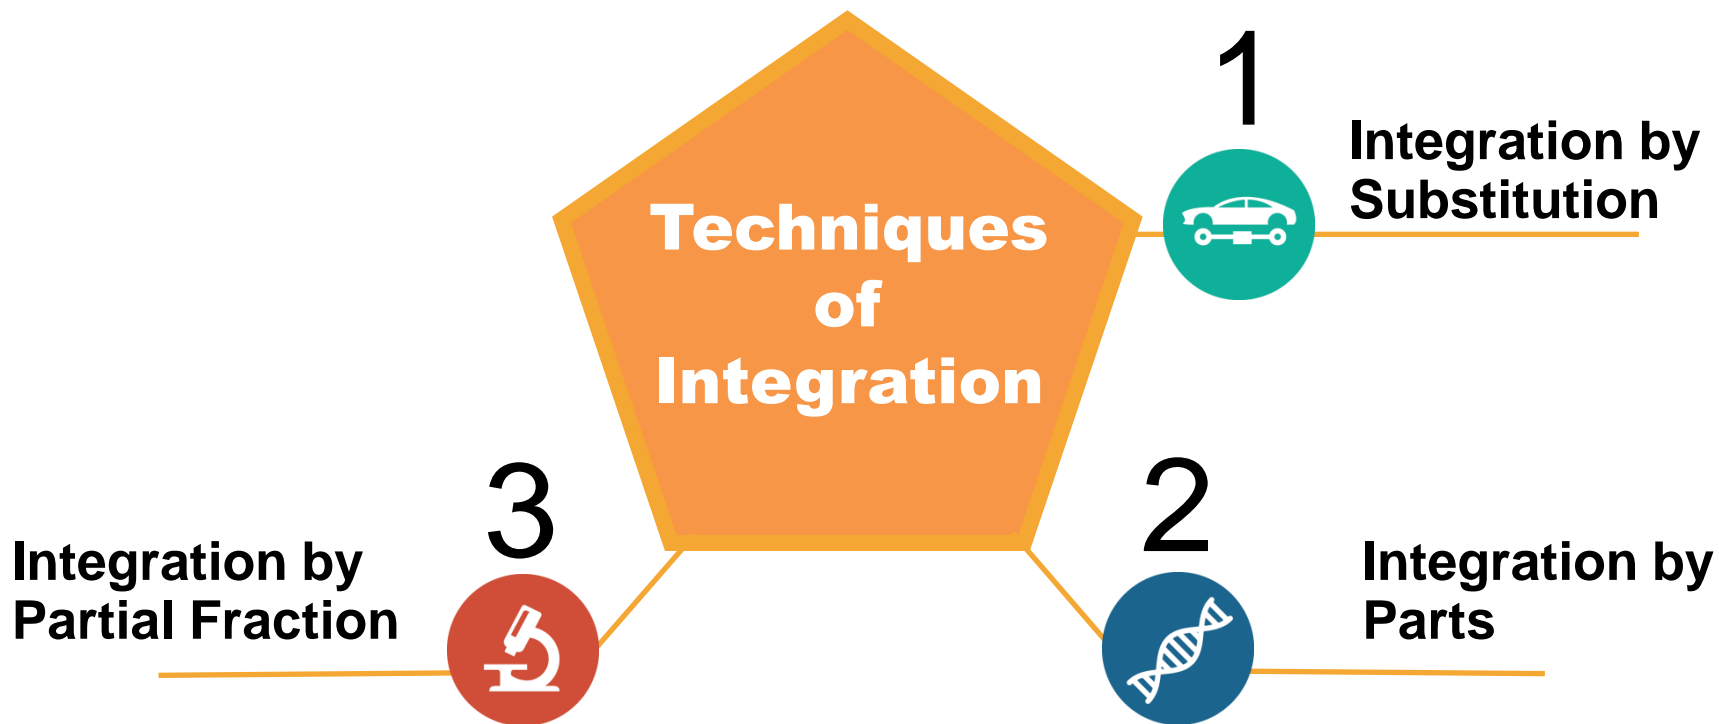 Techniques
of
Integration
1
Integration by
Substitution
2
Integration by
Parts
3
Integration by
Partial Fraction